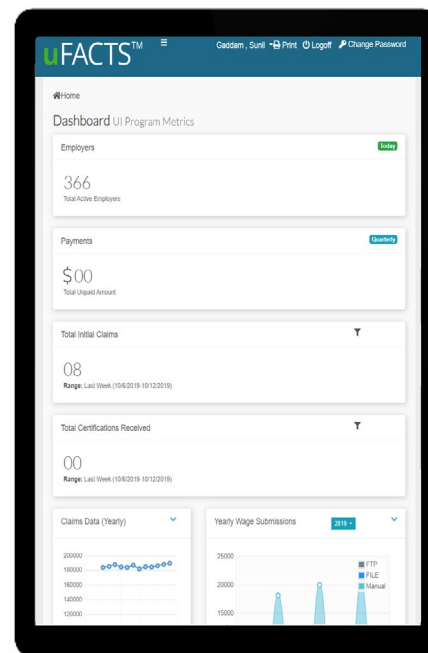 uFACTS™ Gaddam , Sunil Print Logoff Change Password
Home
Dashboard UI Program Metrics
Employers Today
366
Total Active Employers
Payments Quarterly
$00
Total Unpaid Amount
Total Initial Claims
08
Range: Last Week (10/6/2019-10/12/2019)
Total Certifications Received
00
Range: Last Week (10/6/2019-10/12/2019)
Claims Data (Yearly)
200000
180000
160000
140000
120000
Yearly Wage Submissions 2019
25000
20000
15000
FTP
FILE
Manual